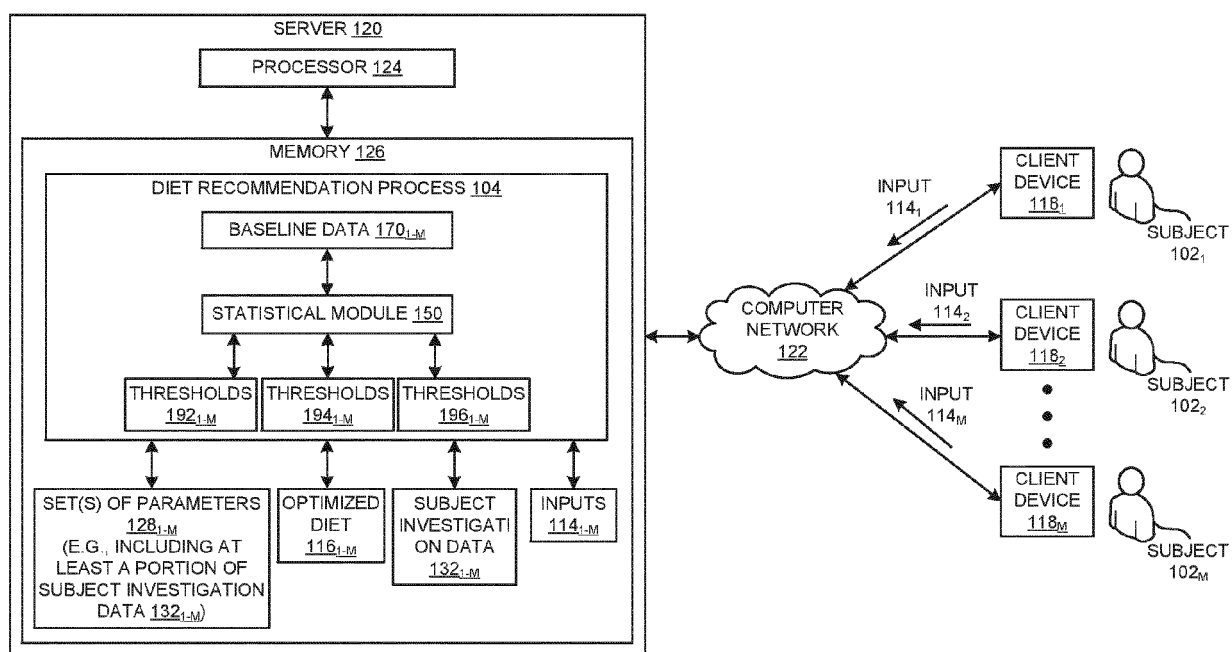 SERVER 120
PROCESSOR 124
MEMORY 126
DIET RECOMMENDATION PROCESS 104
BASELINE DATA 170₁₋M
STATISTICAL MODULE 150
THRESHOLDS
192₁₋M
THRESHOLDS
194₁₋M
THRESHOLDS
196₁₋M
SET(S) OF PARAMETERS
128₁₋M
(E.G., INCLUDING AT
LEAST A PORTION OF
SUBJECT INVESTIGATION
DATA 132₁₋M)
OPTIMIZED
DIET
116₁₋M
SUBJECT
INVESTIGATI
ON DATA
132₁₋M
INPUTS
114₁₋M
COMPUTER
NETWORK
122
INPUT
114₁
CLIENT
DEVICE
118₁
SUBJECT
102₁
INPUT
114₂
CLIENT
DEVICE
118₂
SUBJECT
102₂
INPUT
114M
CLIENT
DEVICE
118M
SUBJECT
102M